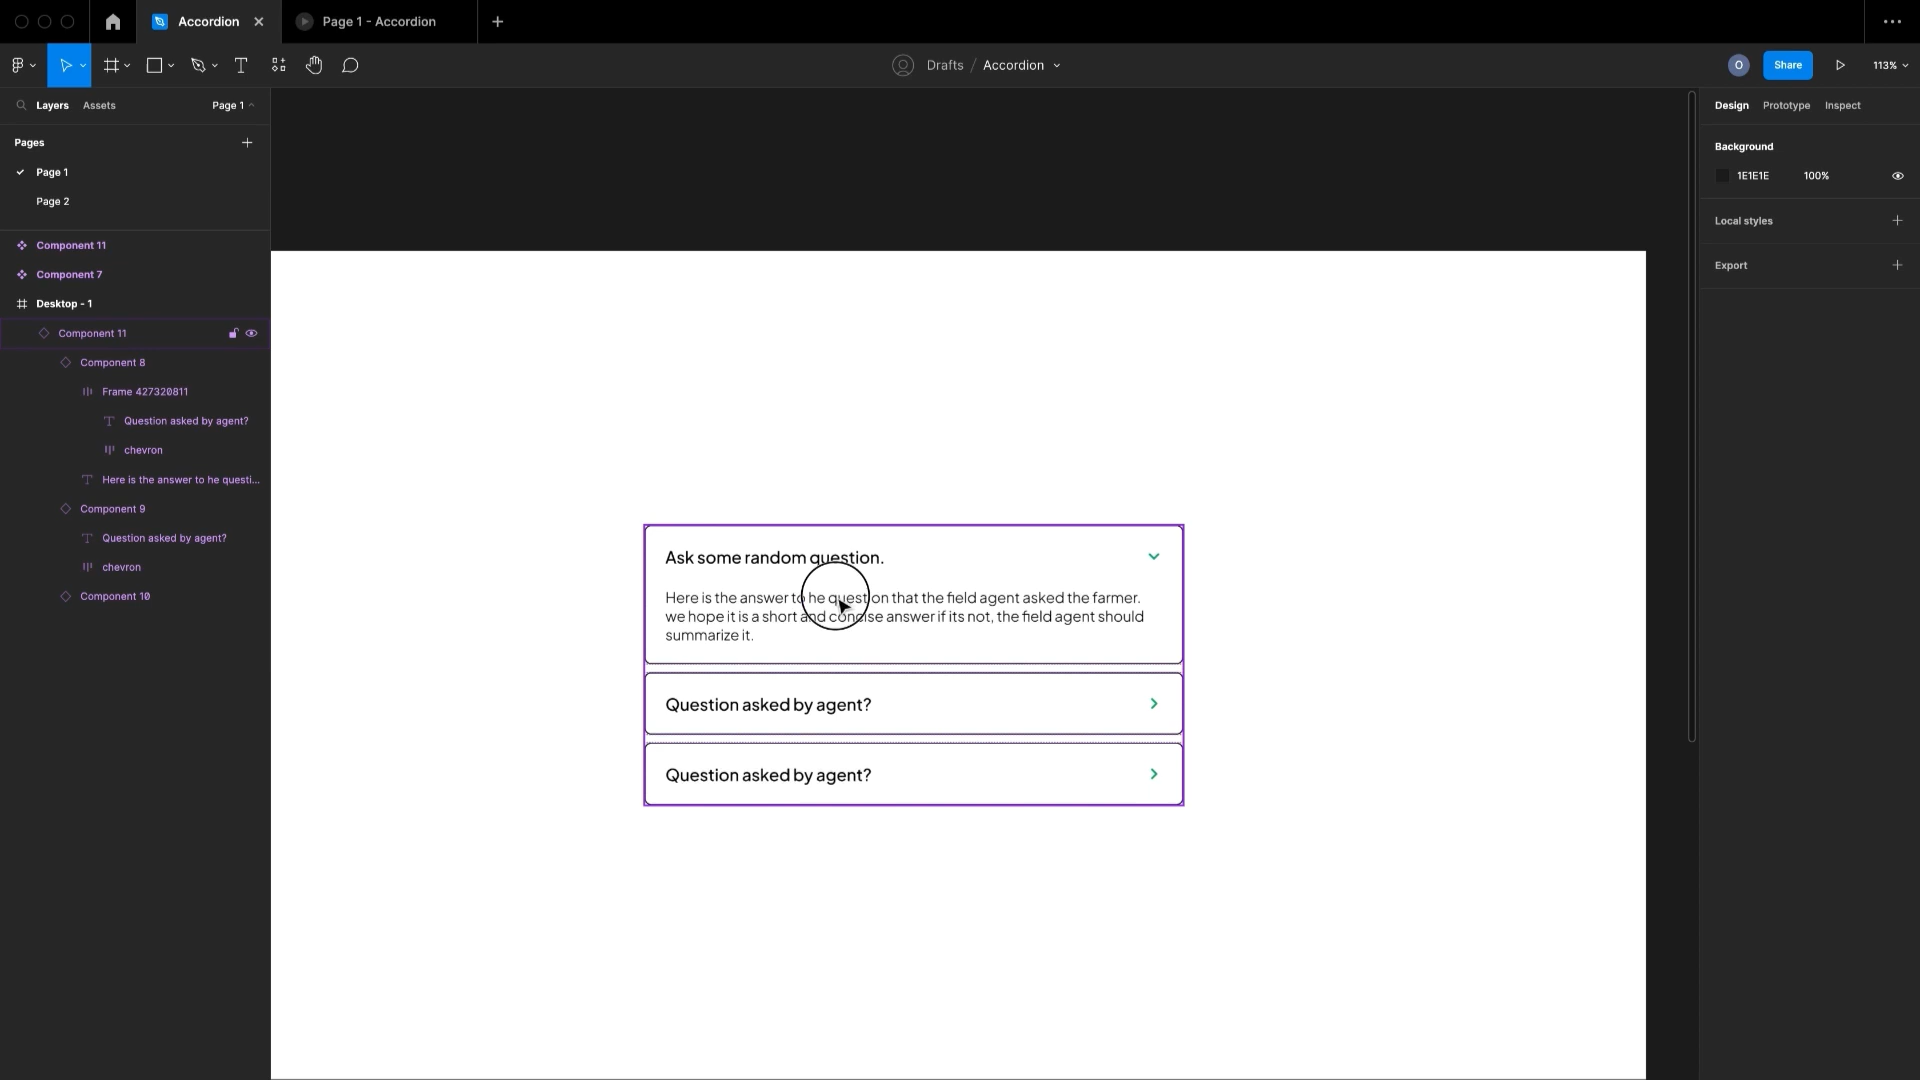 Accordion
Page 1 - Accordion
Drafts / Accordion
O
Share
113%
Layers
Assets
Page 1
Pages
Page 1
Page 2
Component 11
Component 7
Desktop - 1
Component 11
Component 8
Frame 427320811
Question asked by agent?
chevron
Here is the answer to he questi...
Component 9
Question asked by agent?
chevron
Component 10
Ask some random question.
Here is the answer to he question that the field agent asked the farmer.
we hope it is a short and concise answer if its not, the field agent should
summarize it.
Question asked by agent?
Question asked by agent?
Design
Prototype
Inspect
Background
1E1E1E
100%
Local styles
Export